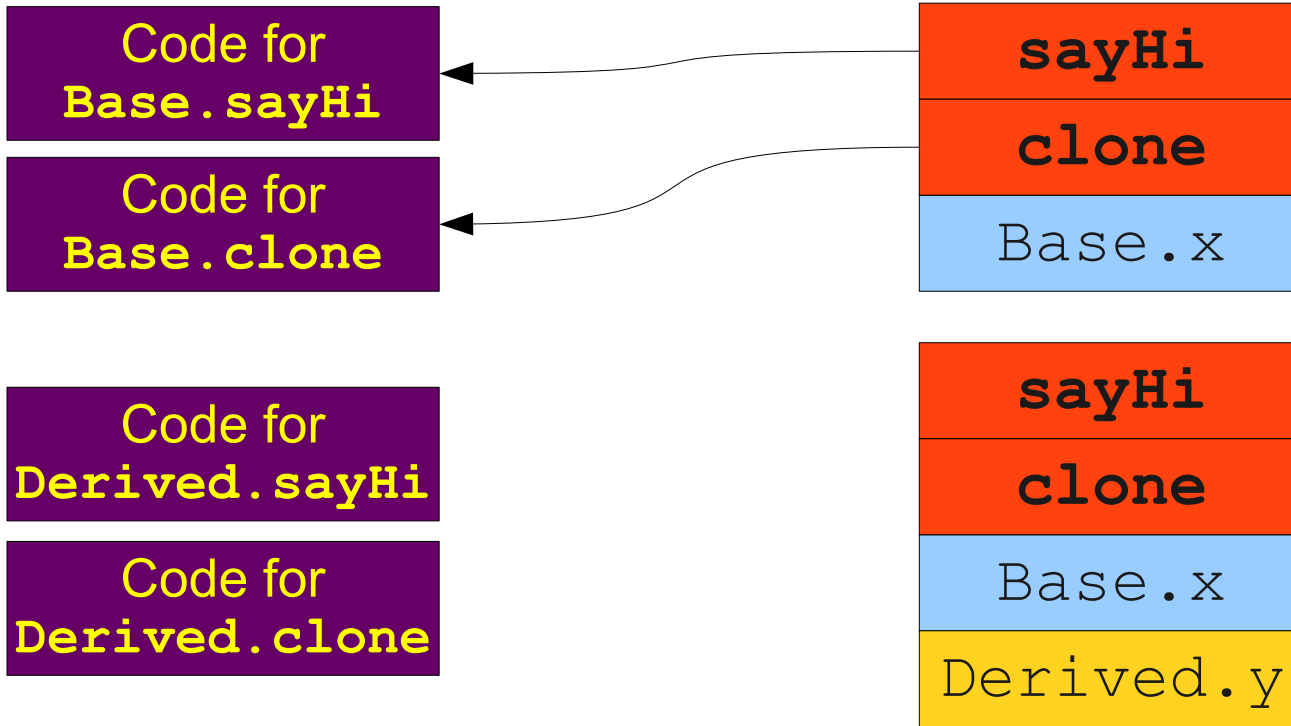 Code for
Base.sayHi
Code for
Base.clone
sayHi
clone
Base.x
Code for
Derived.sayHi
Code for
Derived.clone
sayHi
clone
Base.x
Derived.y